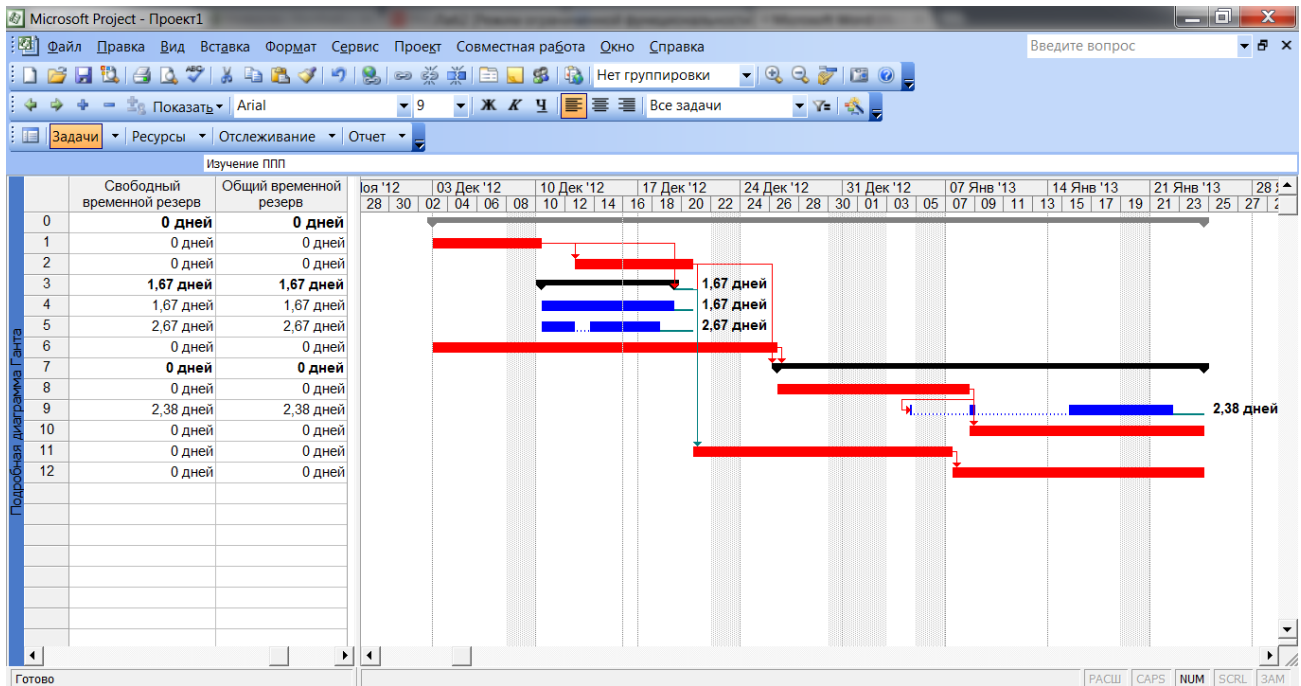 Microsoft Project - Проект1
Файл Правка Вид Вставка Формат Сервис Проект Совместная работа Окно Справка Введите вопрос
Нет группировки
Показать Arial 9 Ж К Ч Все задачи
Задачи Ресурсы Отслеживание Отчет
Изучение ППП
Свободный временной резерв Общий временной резерв
Ноя '12 03 Дек '12 10 Дек '12 17 Дек '12 24 Дек '12 31 Дек '12 07 Янв '13 14 Янв '13 21 Янв '13 28
28 30 02 04 06 08 10 12 14 16 18 20 22 24 26 28 30 01 03 05 07 09 11 13 15 17 19 21 23 25 27
0 0 дней 0 дней
1 0 дней 0 дней
2 0 дней 0 дней
3 1,67 дней 1,67 дней 1,67 дней
4 1,67 дней 1,67 дней 1,67 дней
5 2,67 дней 2,67 дней 2,67 дней
6 0 дней 0 дней
7 0 дней 0 дней
8 0 дней 0 дней
9 2,38 дней 2,38 дней 2,38 дней
10 0 дней 0 дней
11 0 дней 0 дней
12 0 дней 0 дней
Подробная диаграмма Ганта
Готово РАСШ CAPS NUM SCRL ЗАМ